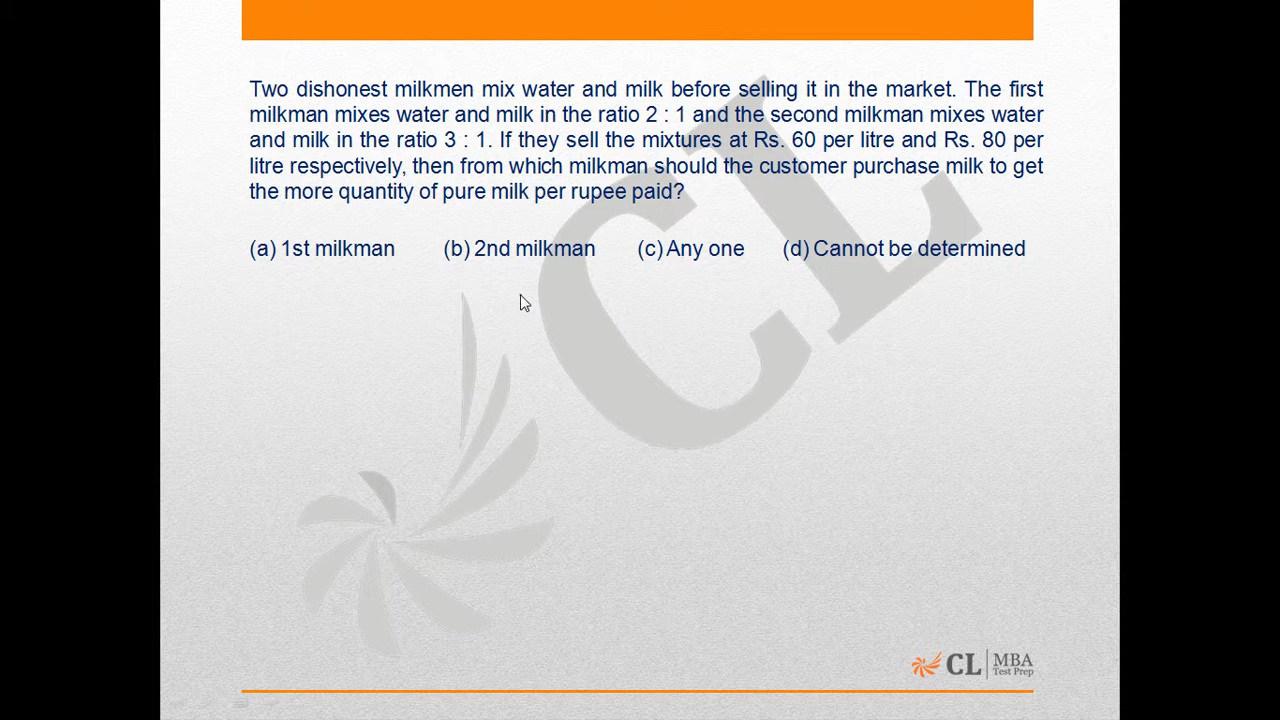 Two dishonest milkmen mix water and milk before selling it in the market. The first
milkman mixes water and milk in the ratio 2 : 1 and the second milkman mixes water
and milk in the ratio 3 : 1. If they sell the mixtures at Rs. 60 per litre and Rs. 80 per
litre respectively, then from which milkman should the customer purchase milk to get
the more quantity of pure milk per rupee paid?
(a) 1st milkman (b) 2nd milkman (c) Any one (d) Cannot be determined
CL
CL MBA
Test Prep